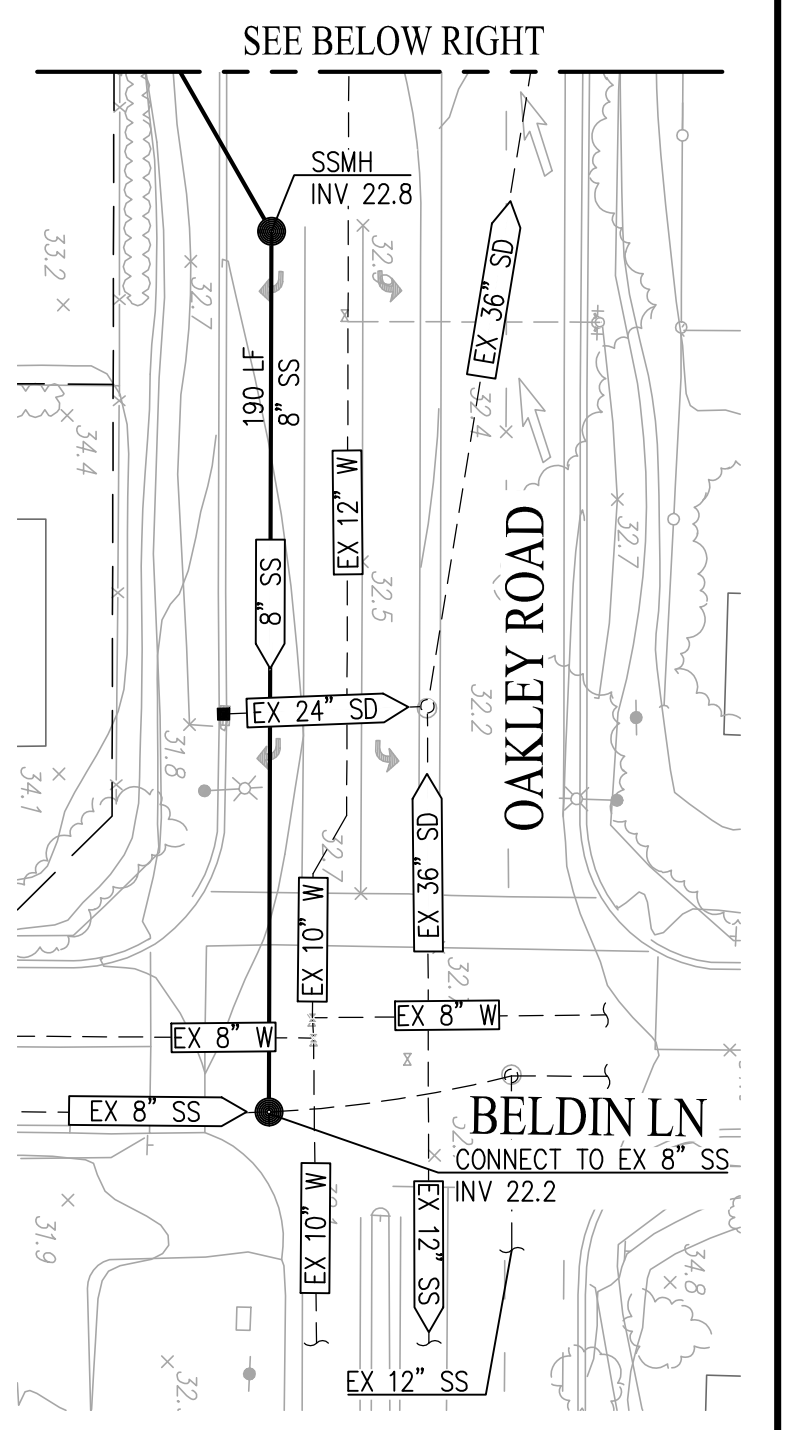 SEE BELOW RIGHT
SSMH
INV 22.8
33.2
32.7
EX 36" SD
190 LF
8" SS
32.4
34.4
EX 12" W
32.7
8" SS
32.5
OAKLEY ROAD
EX 24" SD
32.2
31.8
34.1
32.7
EX 36" SD
EX 10" W
EX 8" W
EX 8" W
EX 8" SS
BELDIN LN
CONNECT TO EX 8" SS
INV 22.2
EX 10" W
EX 12" SS
31.9
34.8
EX 12" SS